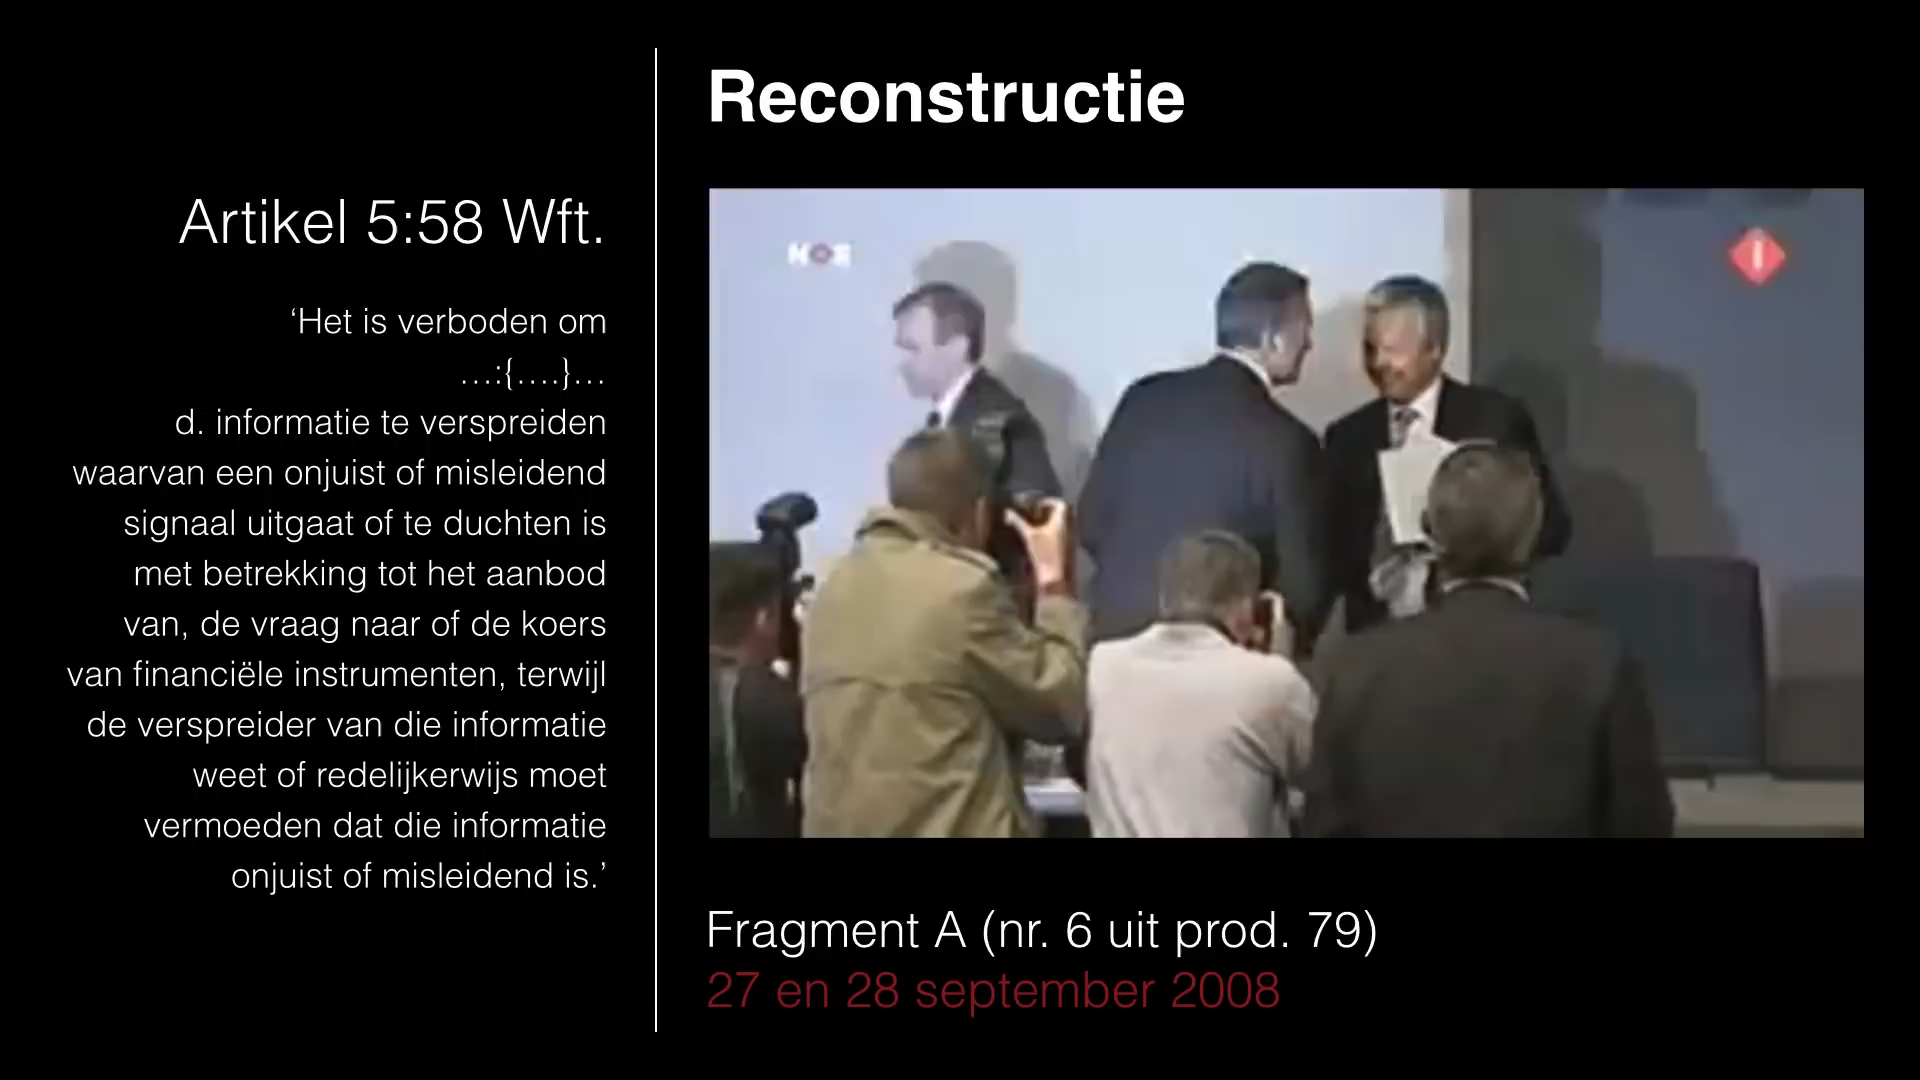 Artikel 5:58 Wft.
‘Het is verboden om
…:{….}…
d. informatie te verspreiden
waarvan een onjuist of misleidend
signaal uitgaat of te duchten is
met betrekking tot het aanbod
van, de vraag naar of de koers
van financiële instrumenten, terwijl
de verspreider van die informatie
weet of redelijkerwijs moet
vermoeden dat die informatie
onjuist of misleidend is.’
Reconstructie
NOS
1
Fragment A (nr. 6 uit prod. 79)
27 en 28 september 2008